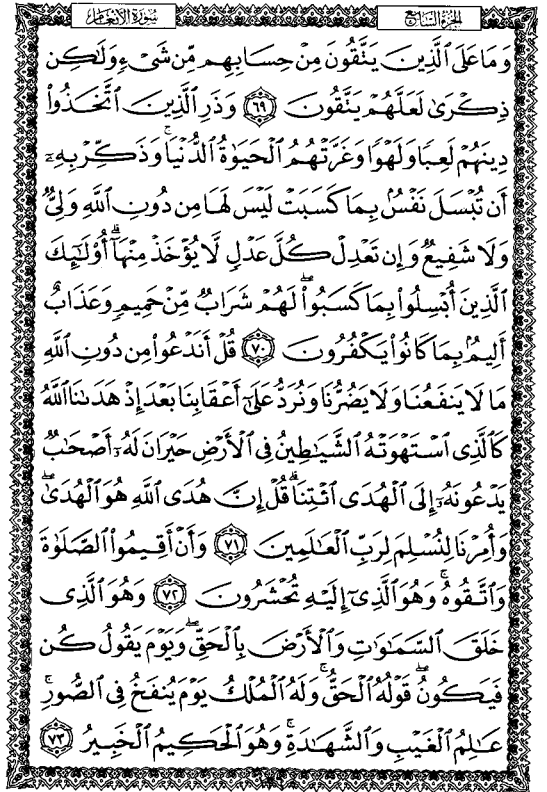 الجزء السابع
سورة الأنعام
وَمَا عَلَى ٱلَّذِينَ يَتَّقُونَ مِنْ حِسَابِهِم مِّن شَىْءٍ وَلَٰكِن
ذِكْرَىٰ لَعَلَّهُمْ يَتَّقُونَ ٦٩ وَذَرِ ٱلَّذِينَ ٱتَّخَذُوا۟
دِينَهُمْ لَعِبًا وَلَهْوًا وَغَرَّتْهُمُ ٱلْحَيَوٰةُ ٱلدُّنْيَا ۚ وَذَكِّرْ بِهِۦٓ
أَن تُبْسَلَ نَفْسٌۢ بِمَا كَسَبَتْ لَيْسَ لَهَا مِن دُونِ ٱللَّهِ وَلِىٌّ
وَلَا شَفِيعٌ وَإِن تَعْدِلْ كُلَّ عَدْلٍ لَّا يُؤْخَذْ مِنْهَآ ۗ أُو۟لَٰٓئِكَ
ٱلَّذِينَ أُبْسِلُوا۟ بِمَا كَسَبُوا۟ ۖ لَهُمْ شَرَابٌ مِّنْ حَمِيمٍ وَعَذَابٌ
أَلِيمٌۢ بِمَا كَانُوا۟ يَكْفُرُونَ ٧٠ قُلْ أَنَدْعُوا۟ مِن دُونِ ٱللَّهِ
مَا لَا يَنفَعُنَا وَلَا يَضُرُّنَا وَنُرَدُّ عَلَىٰٓ أَعْقَابِنَا بَعْدَ إِذْ هَدَىٰنَا ٱللَّهُ
كَٱلَّذِى ٱسْتَهْوَتْهُ ٱلشَّيَٰطِينُ فِى ٱلْأَرْضِ حَيْرَانَ لَهُۥٓ أَصْحَٰبٌ
يَدْعُونَهُۥٓ إِلَى ٱلْهُدَى ٱئْتِنَا ۗ قُلْ إِنَّ هُدَى ٱللَّهِ هُوَ ٱلْهُدَىٰ ۖ
وَأُمِرْنَا لِنُسْلِمَ لِرَبِّ ٱلْعَٰلَمِينَ ٧١ وَأَنْ أَقِيمُوا۟ ٱلصَّلَوٰةَ
وَٱتَّقُوهُ ۚ وَهُوَ ٱلَّذِىٓ إِلَيْهِ تُحْشَرُونَ ٧٢ وَهُوَ ٱلَّذِى
خَلَقَ ٱلسَّمَٰوَٰتِ وَٱلْأَرْضَ بِٱلْحَقِّ ۖ وَيَوْمَ يَقُولُ كُن
فَيَكُونُ ۚ قَوْلُهُ ٱلْحَقُّ ۚ وَلَهُ ٱلْمُلْكُ يَوْمَ يُنفَخُ فِى ٱلصُّورِ ۚ
عَٰلِمُ ٱلْغَيْبِ وَٱلشَّهَٰدَةِ ۚ وَهُوَ ٱلْحَكِيمُ ٱلْخَبِيرُ ٧٣